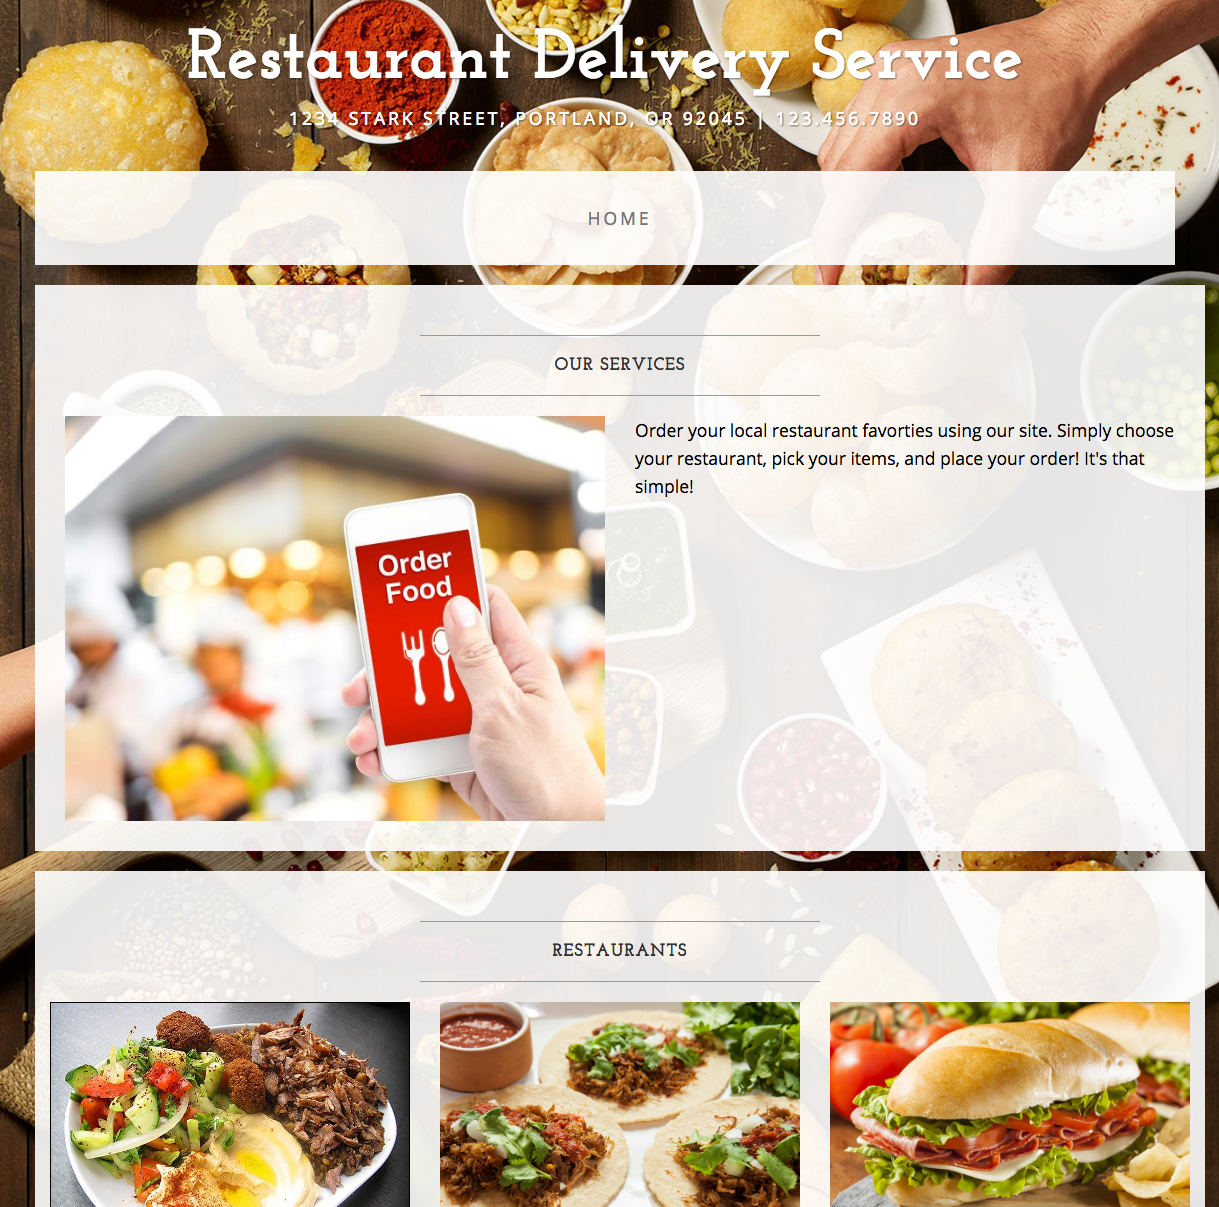 Restaurant Delivery Service
1234 STARK STREET, PORTLAND, OR 92045 | 123.456.7890
HOME
OUR SERVICES
Order your local restaurant favorties using our site. Simply choose
your restaurant, pick your items, and place your order! It's that
simple!
Order
Food
RESTAURANTS